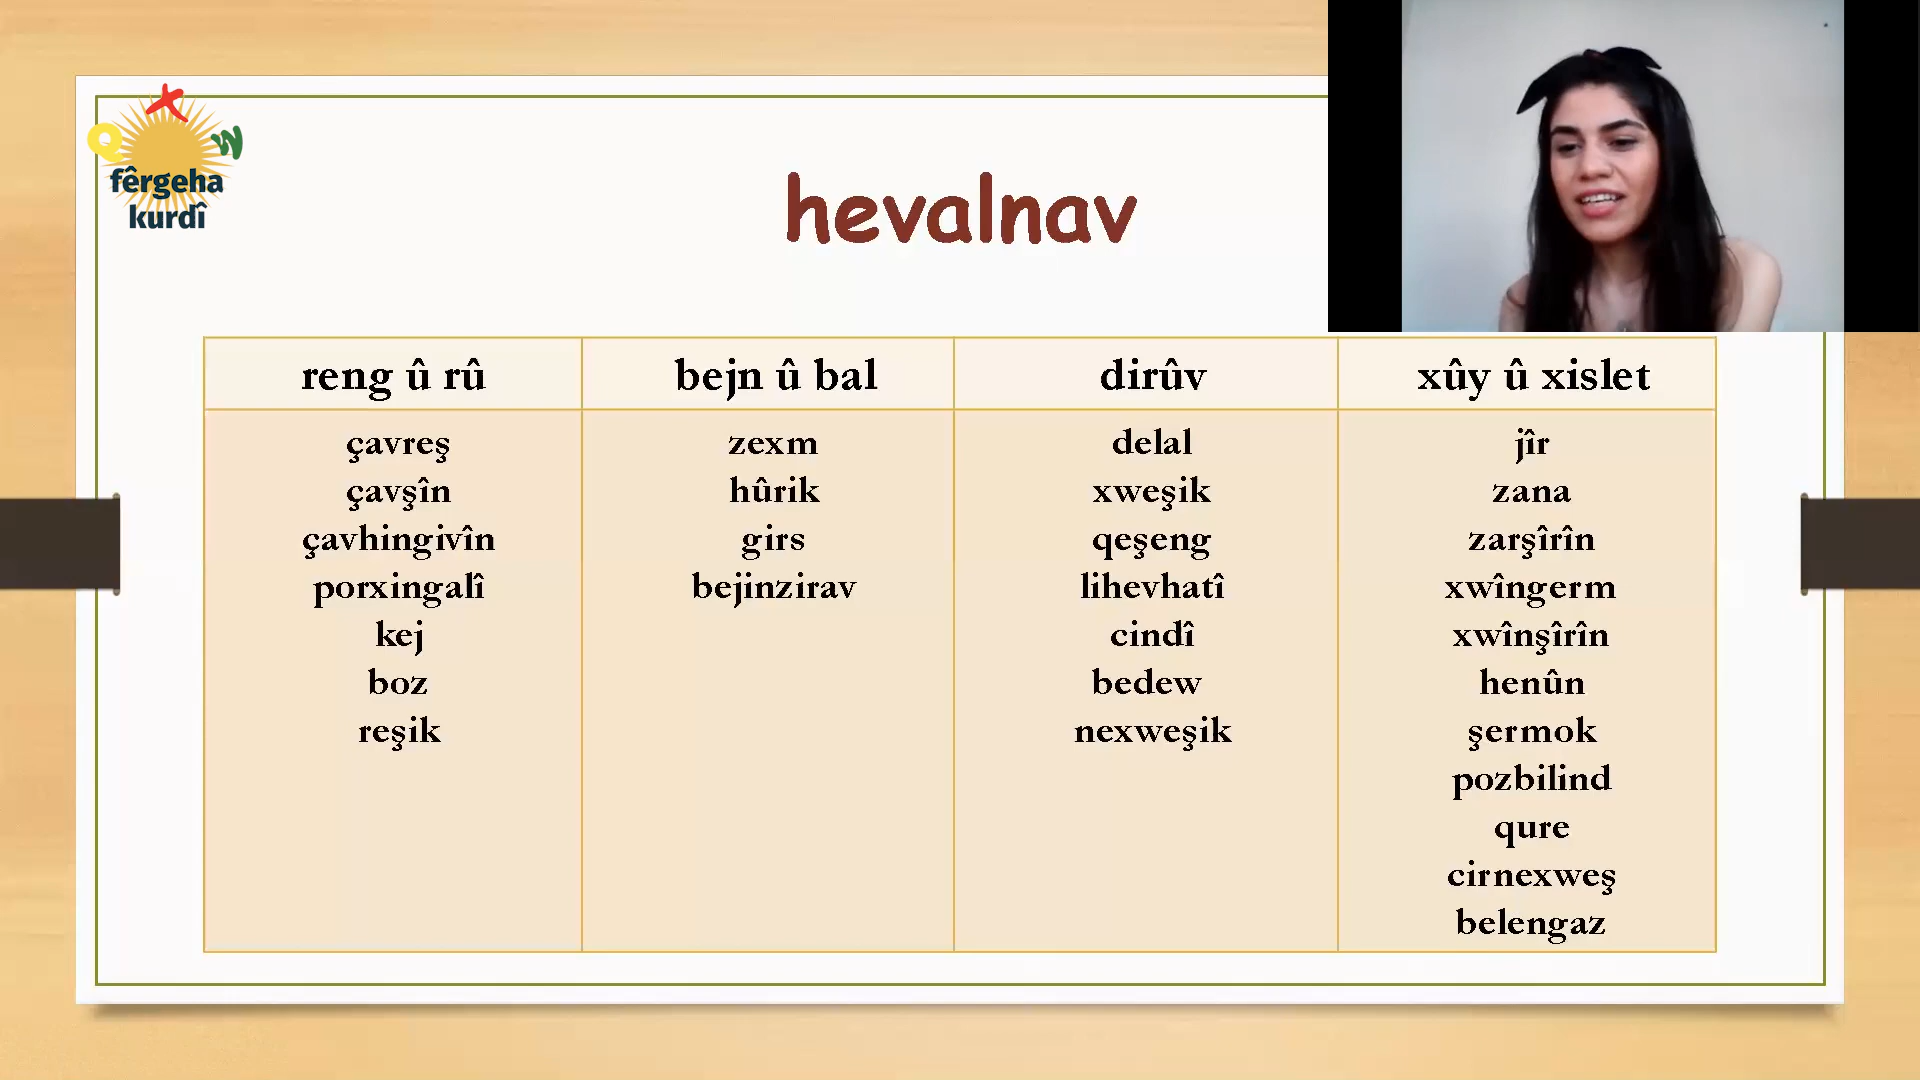 Q X W
fêrgeha
kurdî
hevalnav
reng û rû
çavreş
çavşîn
çavhingivîn
porxingalî
kej
boz
reşik
bejn û bal
zexm
hûrik
girs
bejinzirav
dirûv
delal
xweşik
qeşeng
lihevhatî
cindî
bedew
nexweşik
xûy û xislet
jîr
zana
zarşîrîn
xwîngerm
xwînşîrîn
henûn
şermok
pozbilind
qure
cirnexweş
belengaz